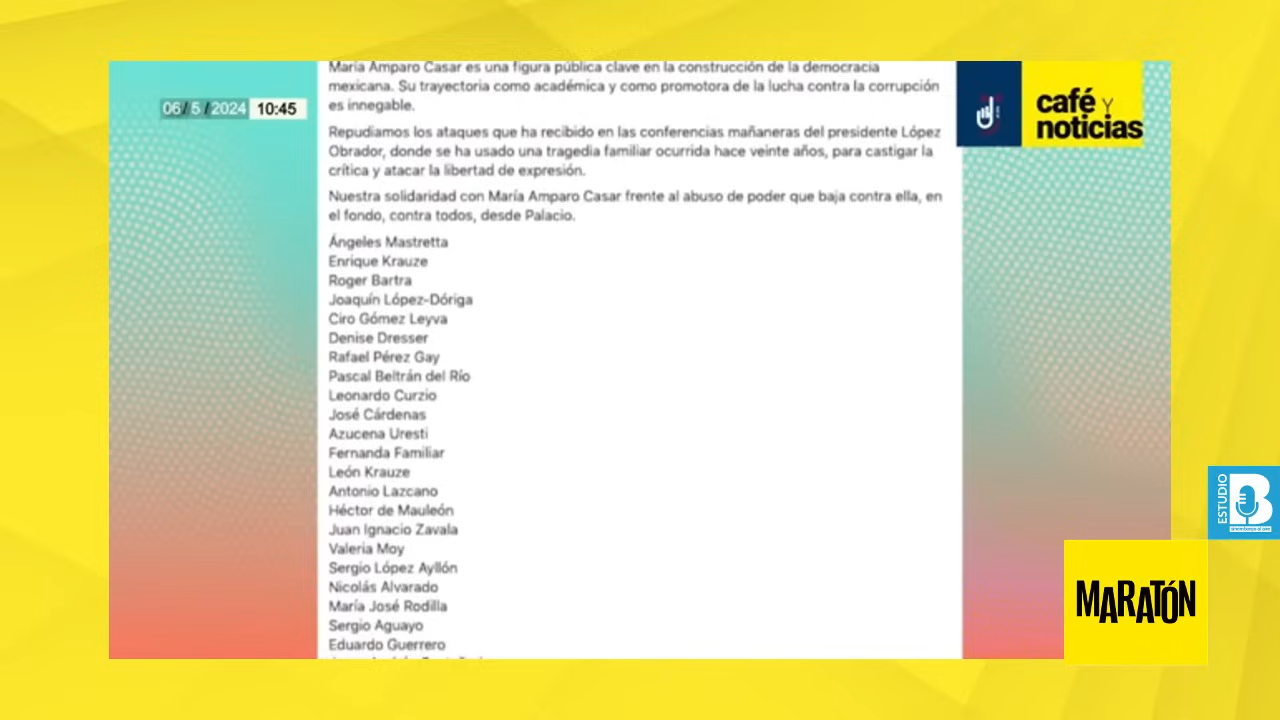 María Amparo Casar es una figura pública clave en la construcción de la democracia
mexicana. Su trayectoria como académica y como promotora de la lucha contra la corrupción
es innegable.
Repudiamos los ataques que ha recibido en las conferencias mañaneras del presidente López
Obrador, donde se ha usado una tragedia familiar ocurrida hace veinte años, para castigar la
crítica y atacar la libertad de expresión.
Nuestra solidaridad con María Amparo Casar frente al abuso de poder que baja contra ella, en
el fondo, contra todos, desde Palacio.
Ángeles Mastretta
Enrique Krauze
Roger Bartra
Joaquín López-Dóriga
Ciro Gómez Leyva
Denise Dresser
Rafael Pérez Gay
Pascal Beltrán del Río
Leonardo Curzio
José Cárdenas
Azucena Uresti
Fernanda Familiar
León Krauze
Antonio Lazcano
Héctor de Mauleón
Juan Ignacio Zavala
Valeria Moy
Sergio López Ayllón
Nicolás Alvarado
María José Rodilla
Sergio Aguayo
Eduardo Guerrero
06/ 5 / 2024 10:45
café Y
noticias
ESTUDIO
B
MARATÓN